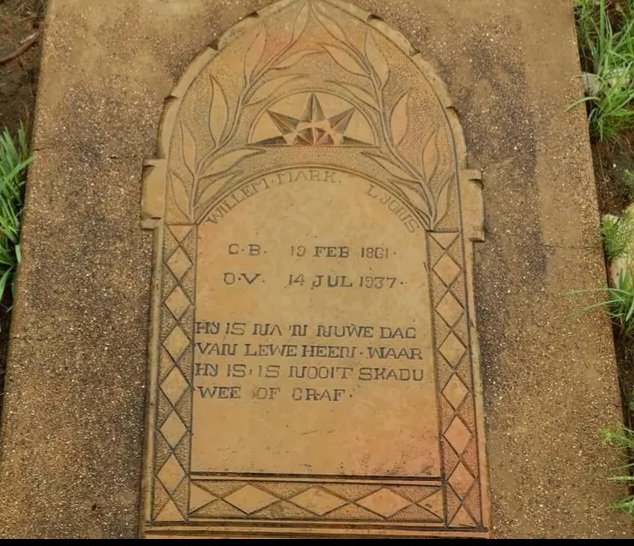 WILLEM · MARK · L JOUS
G · B · 19 FEB 1861 ·
O · V · 14 JUL 1937 ·
HY IS NA 'N NUWE DAG
VAN LEWE HEEN · WAAR
HY IS · IS NOOIT SKADU
WEE OF GRAF ·